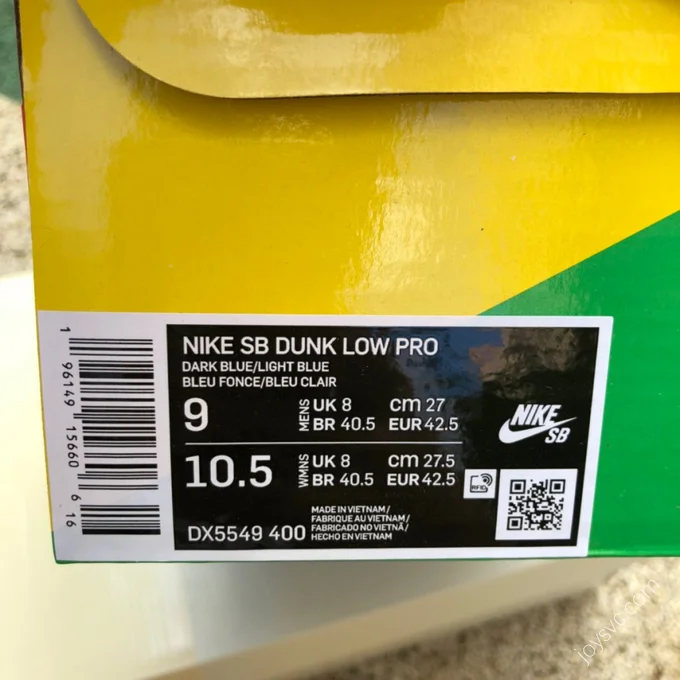 NIKE SB DUNK LOW PRO
DARK BLUE/LIGHT BLUE
BLEU FONCE/BLEU CLAIR
9 MENS UK 8 cm 27
BR 40.5 EUR 42.5
10.5 WMNS UK 8 cm 27.5
BR 40.5 EUR 42.5
RFID
DX5549 400
MADE IN VIETNAM/
FABRIQUE AU VIETNAM/
FABRICADO NO VIETNÃ/
HECHO EN VIETNAM
NIKE
SB
1 96149 15660 6 16
joysvc.com